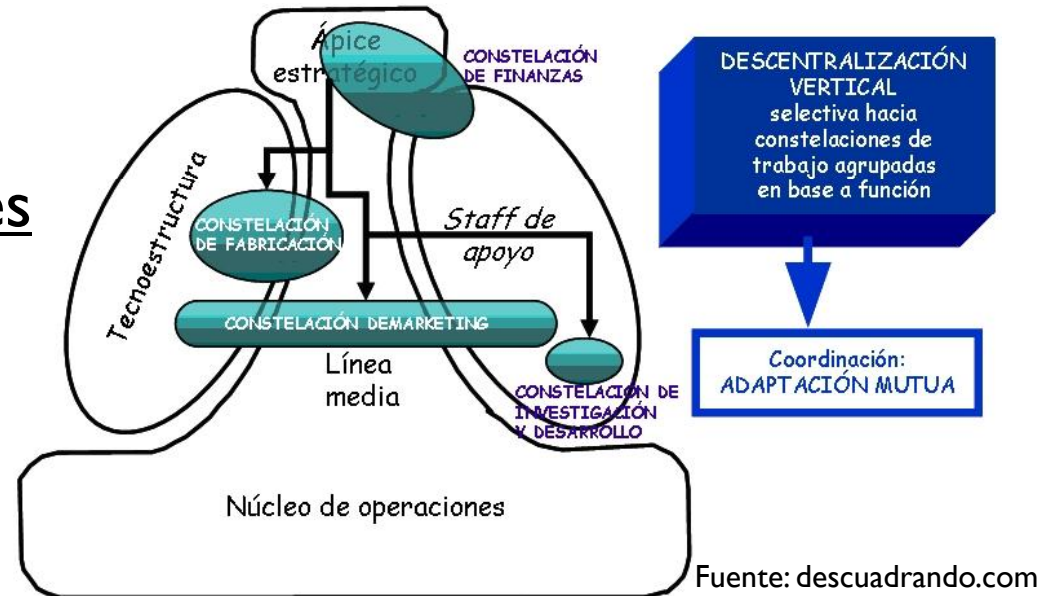 es
Ápice
estratégico
CONSTELACIÓN
DE FINANZAS
Tecnoestructura
CONSTELACIÓN
DE FABRICACIÓN
Staff de
apoyo
CONSTELACIÓN DEMARKETING
Línea
media
CONSTELACIÓN DE
INVESTIGACIÓN
Y DESARROLLO
Núcleo de operaciones
DESCENTRALIZACIÓN
VERTICAL
selectiva hacia
constelaciones de
trabajo agrupadas
en base a función
Coordinación:
ADAPTACIÓN MUTUA
Fuente: descuadrando.com